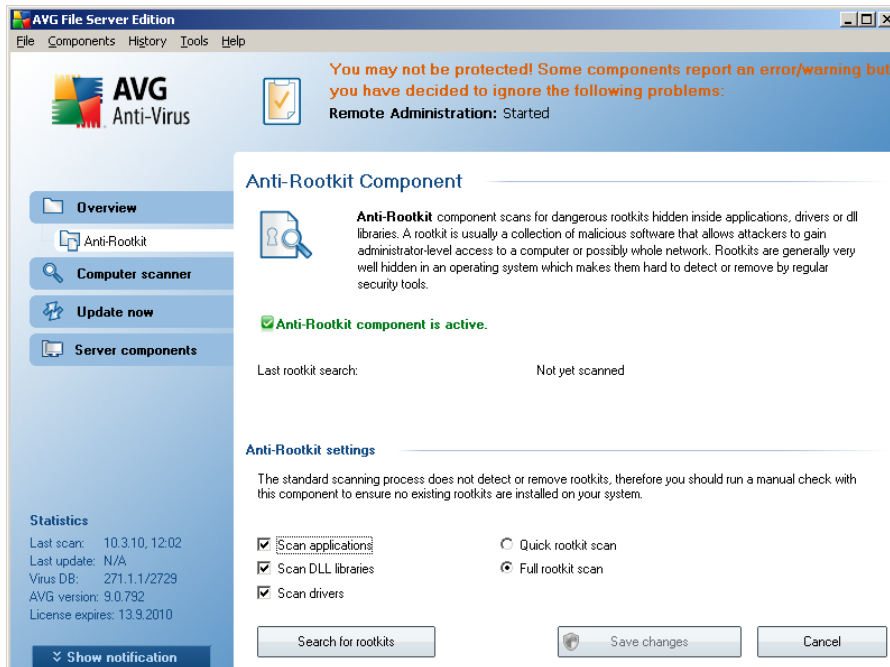 AVG File Server Edition
File Components History Tools Help
AVG
Anti-Virus
You may not be protected! Some components report an error/warning but
you have decided to ignore the following problems:
Remote Administration: Started
Overview
Anti-Rootkit
Computer scanner
Update now
Server components
Anti-Rootkit Component
Anti-Rootkit component scans for dangerous rootkits hidden inside applications, drivers or dll
libraries. A rootkit is usually a collection of malicious software that allows attackers to gain
administrator-level access to a computer or possibly whole network. Rootkits are generally very
well hidden in an operating system which makes them hard to detect or remove by regular
security tools.
Anti-Rootkit component is active.
Last rootkit search: Not yet scanned
Anti-Rootkit settings
The standard scanning process does not detect or remove rootkits, therefore you should run a manual check with
this component to ensure no existing rootkits are installed on your system.
Scan applications Quick rootkit scan
Scan DLL libraries Full rootkit scan
Scan drivers
Search for rootkits Save changes Cancel
Statistics
Last scan: 10.3.10, 12:02
Last update: N/A
Virus DB: 271.1.1/2729
AVG version: 9.0.792
License expires: 13.9.2010
Show notification